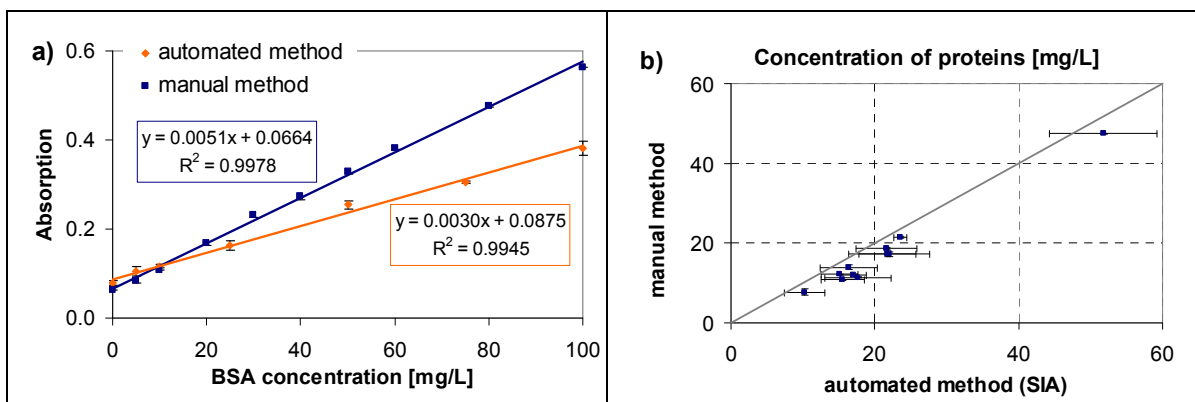 a)
automated method
manual method
y = 0.0051x + 0.0664
R² = 0.9978
y = 0.0030x + 0.0875
R² = 0.9945
0.6
0.4
0.2
0.0
Absorption
0 20 40 60 80 100
BSA concentration [mg/L]
b)
Concentration of proteins [mg/L]
60
40
20
0
manual method
0 20 40 60
automated method (SIA)